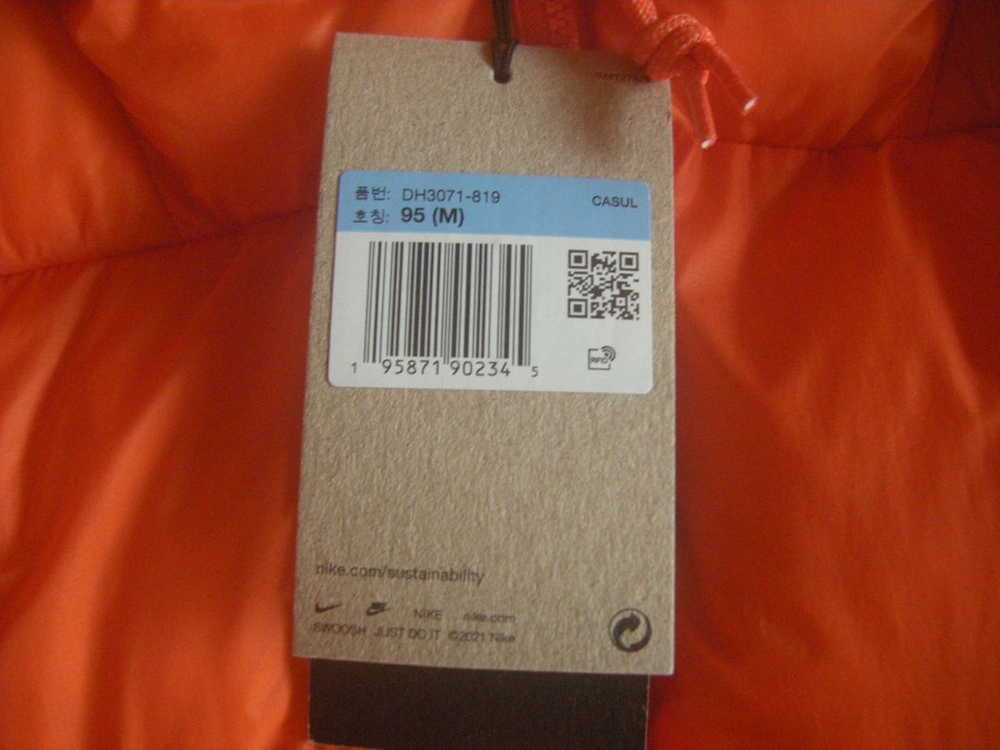 품번: DH3071-819
호칭: 95 (M)
CASUL
1 95871 90234 5
RFID
nike.com/sustainability
NIKE nike.com
SWOOSH JUST DO IT ©2021 Nike